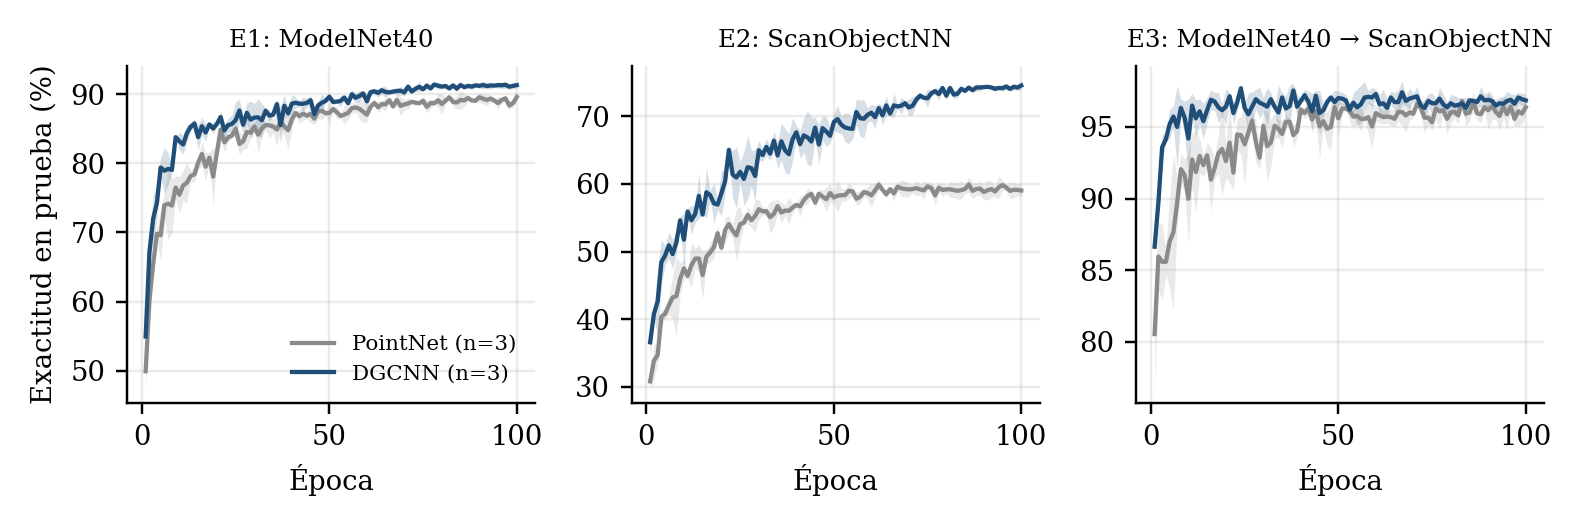 E1: ModelNet40
Exactitud en prueba (%)
90
80
70
60
50
PointNet (n=3)
DGCNN (n=3)
0
50
100
Época
E2: ScanObjectNN
70
60
50
40
30
0
50
100
Época
E3: ModelNet40 → ScanObjectNN
95
90
85
80
0
50
100
Época